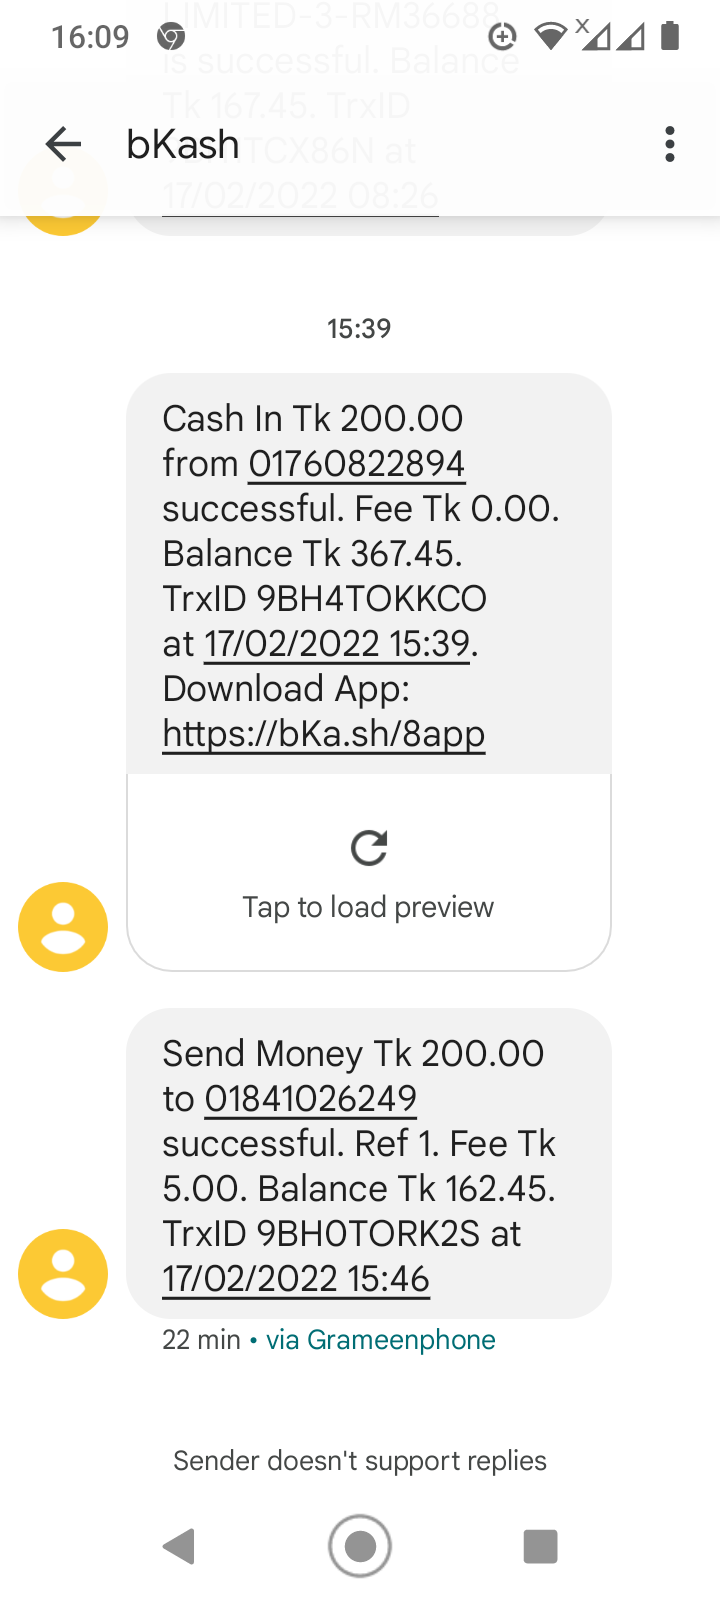 16:09
LIMITED-3-RM36688
is successful. Balance
Tk 167.45. TrxID
bKash
TCX86N at
17/02/2022 08:26
15:39
Cash In Tk 200.00
from 01760822894
successful. Fee Tk 0.00.
Balance Tk 367.45.
TrxID 9BH4TOKKCO
at 17/02/2022 15:39.
Download App:
https://bKa.sh/8app
Tap to load preview
Send Money Tk 200.00
to 01841026249
successful. Ref 1. Fee Tk
5.00. Balance Tk 162.45.
TrxID 9BH0TORK2S at
17/02/2022 15:46
22 min • via Grameenphone
Sender doesn't support replies